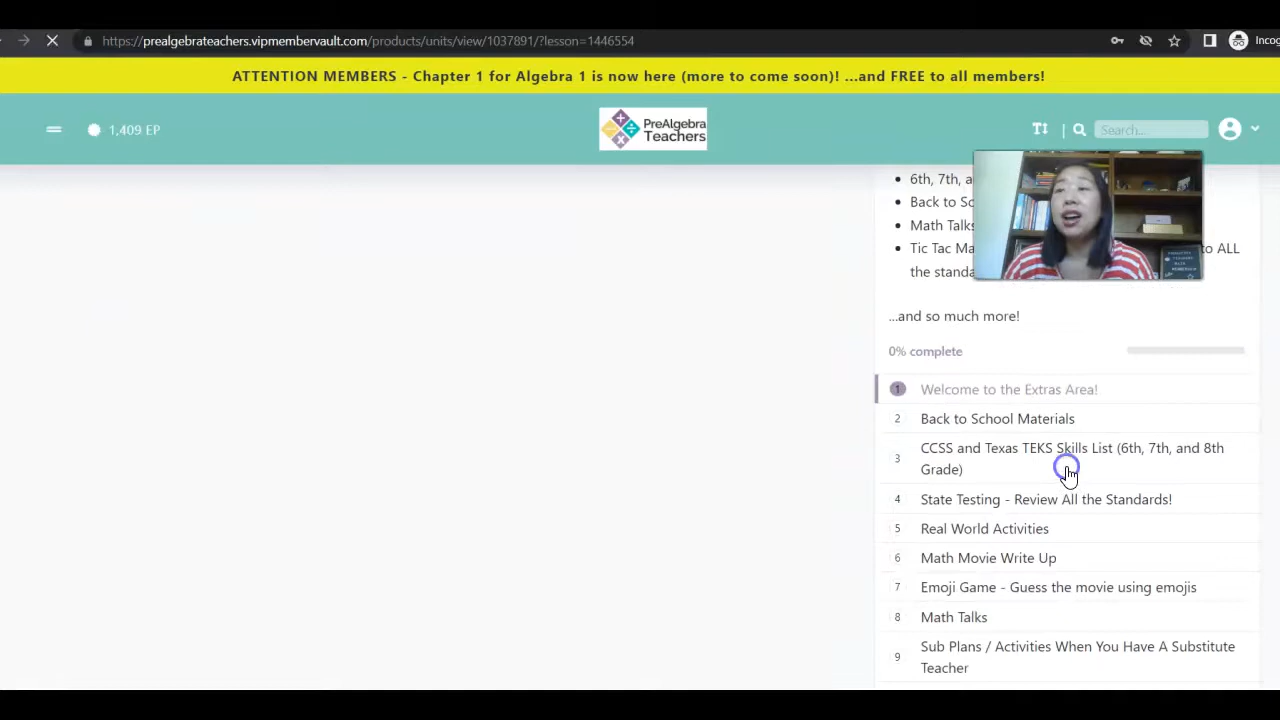 https://prealgebrateachers.vipmembervault.com/products/units/view/1037891/?lesson=1446554
Incog
ATTENTION MEMBERS - Chapter 1 for Algebra 1 is now here (more to come soon)! ...and FREE to all members!
1,409 EP
PreAlgebra
Teachers
Search...
6th, 7th, a
Back to Sc
Math Talks
Tic Tac Ma
to ALL
the standa
...and so much more!
0% complete
1 Welcome to the Extras Area!
2 Back to School Materials
3 CCSS and Texas TEKS Skills List (6th, 7th, and 8th
Grade)
4 State Testing - Review All the Standards!
5 Real World Activities
6 Math Movie Write Up
7 Emoji Game - Guess the movie using emojis
8 Math Talks
9 Sub Plans / Activities When You Have A Substitute
Teacher